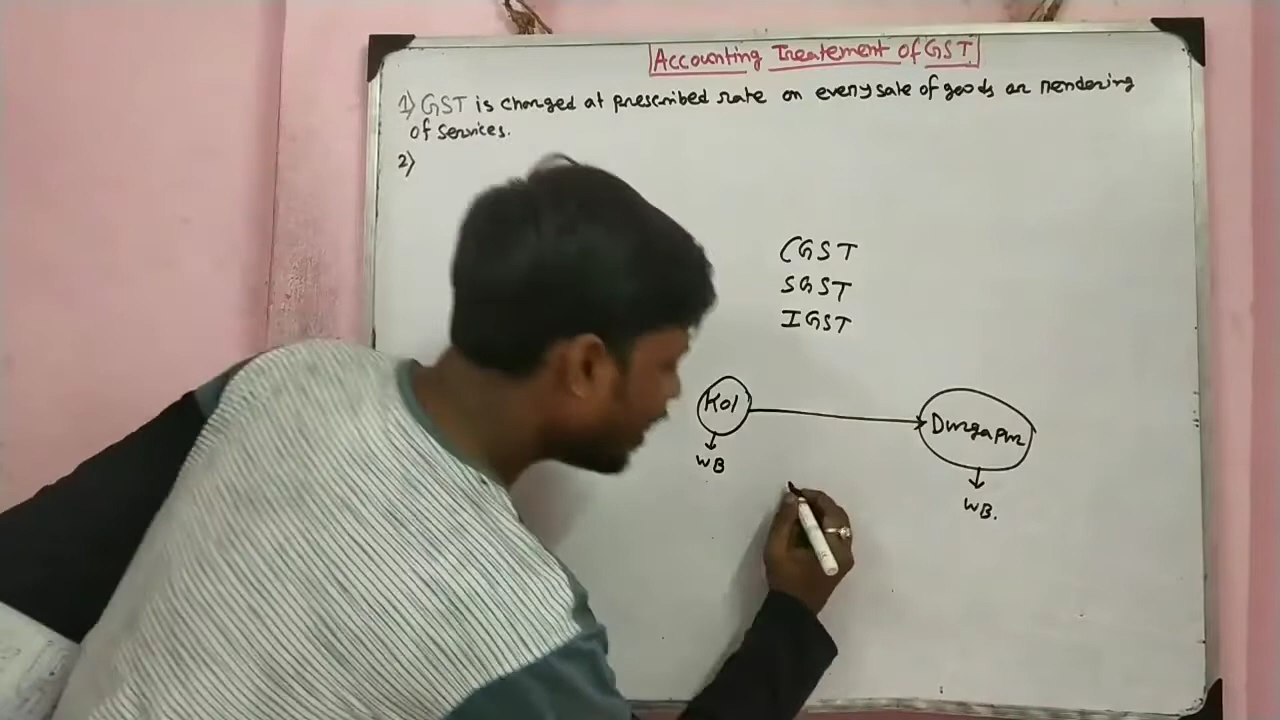 Accounting Treatement of GST
1) GST is charged at prescribed rate on every sale of goods or rendering
of services.
2)
CGST
SGST
IGST
Kol
Durgapur
WB
WB.